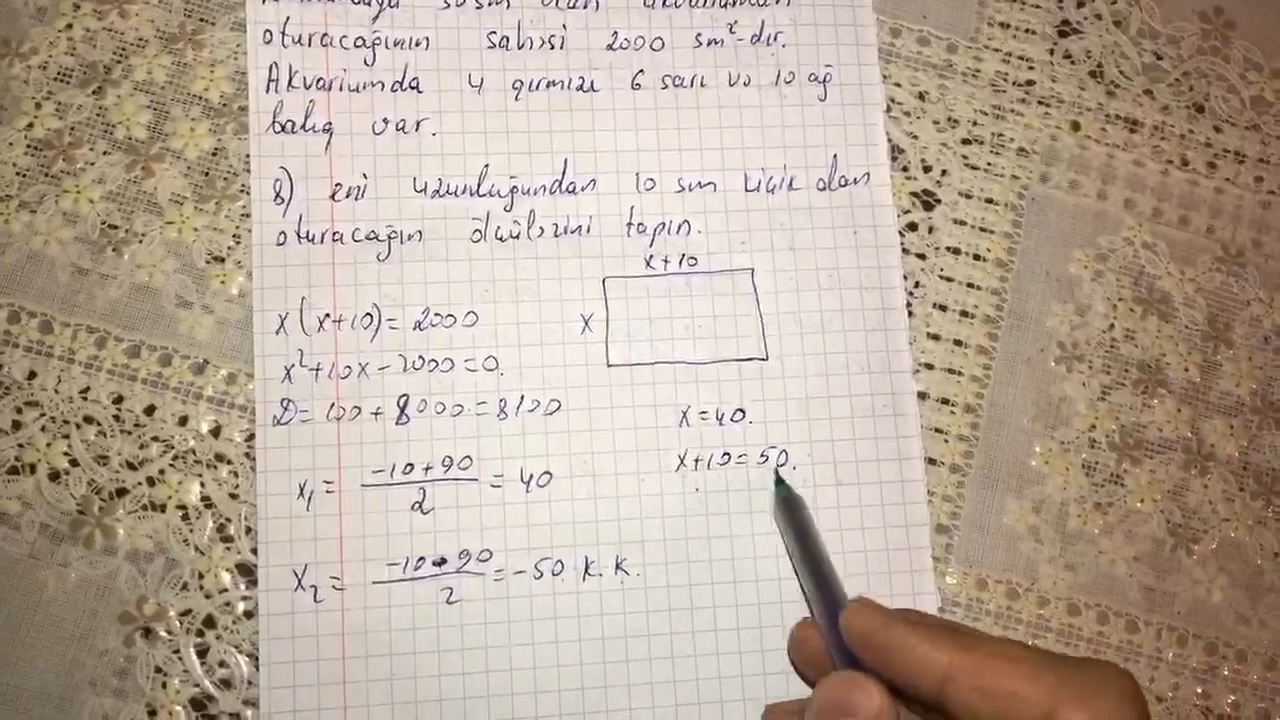 olan
oturacağının sahəsi 2000 sm²-dır.
Akvariumda 4 qırmızı 6 sarı və 10 ağ
balıq var.
8) eni uzunluğundan 10 sm kiçik olan
oturacağın ölçülərini tapın.
x+10
x
x(x+10)=2000
x²+10x-2000=0.
D=100+8000=8100
x=40.
x+10=50.
x₁= (-10+90)/2 = 40
x₂= (-10-90)/2 = -50. k.k.